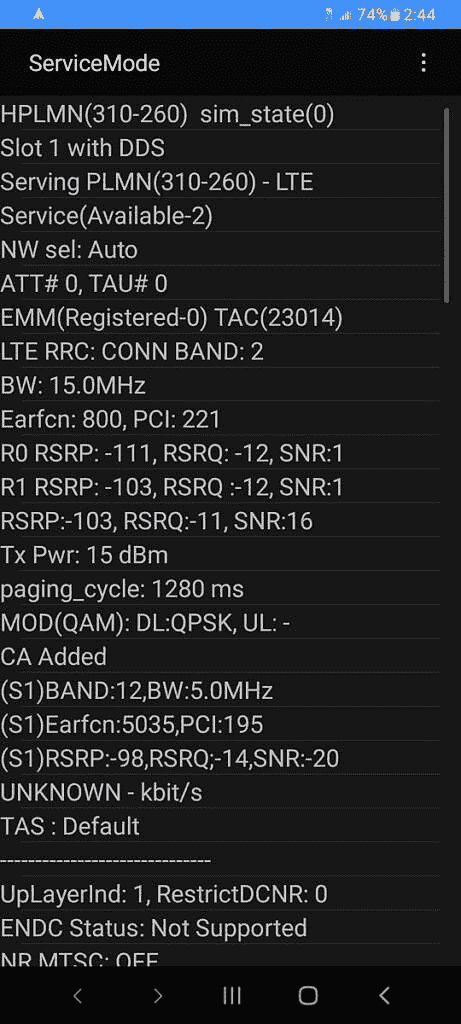 74% 2:44
ServiceMode
HPLMN(310-260) sim_state(0)
Slot 1 with DDS
Serving PLMN(310-260) - LTE
Service(Available-2)
NW sel: Auto
ATT# 0, TAU# 0
EMM(Registered-0) TAC(23014)
LTE RRC: CONN BAND: 2
BW: 15.0MHz
Earfcn: 800, PCI: 221
R0 RSRP: -111, RSRQ: -12, SNR:1
R1 RSRP: -103, RSRQ :-12, SNR:1
RSRP:-103, RSRQ:-11, SNR:16
Tx Pwr: 15 dBm
paging_cycle: 1280 ms
MOD(QAM): DL:QPSK, UL: -
CA Added
(S1)BAND:12,BW:5.0MHz
(S1)Earfcn:5035,PCI:195
(S1)RSRP:-98,RSRQ;-14,SNR:-20
UNKNOWN - kbit/s
TAS : Default
------------------------------
UpLayerInd: 1, RestrictDCNR: 0
ENDC Status: Not Supported
NR MTSC: OFF